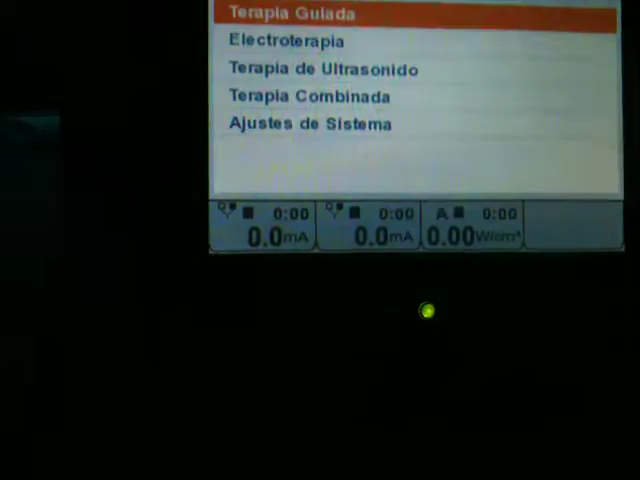 Terapia Guiada
Electroterapia
Terapia de Ultrasonido
Terapia Combinada
Ajustes de Sistema
0:00 0:00 A 0:00
0.0mA 0.0mA 0.00W/cm²